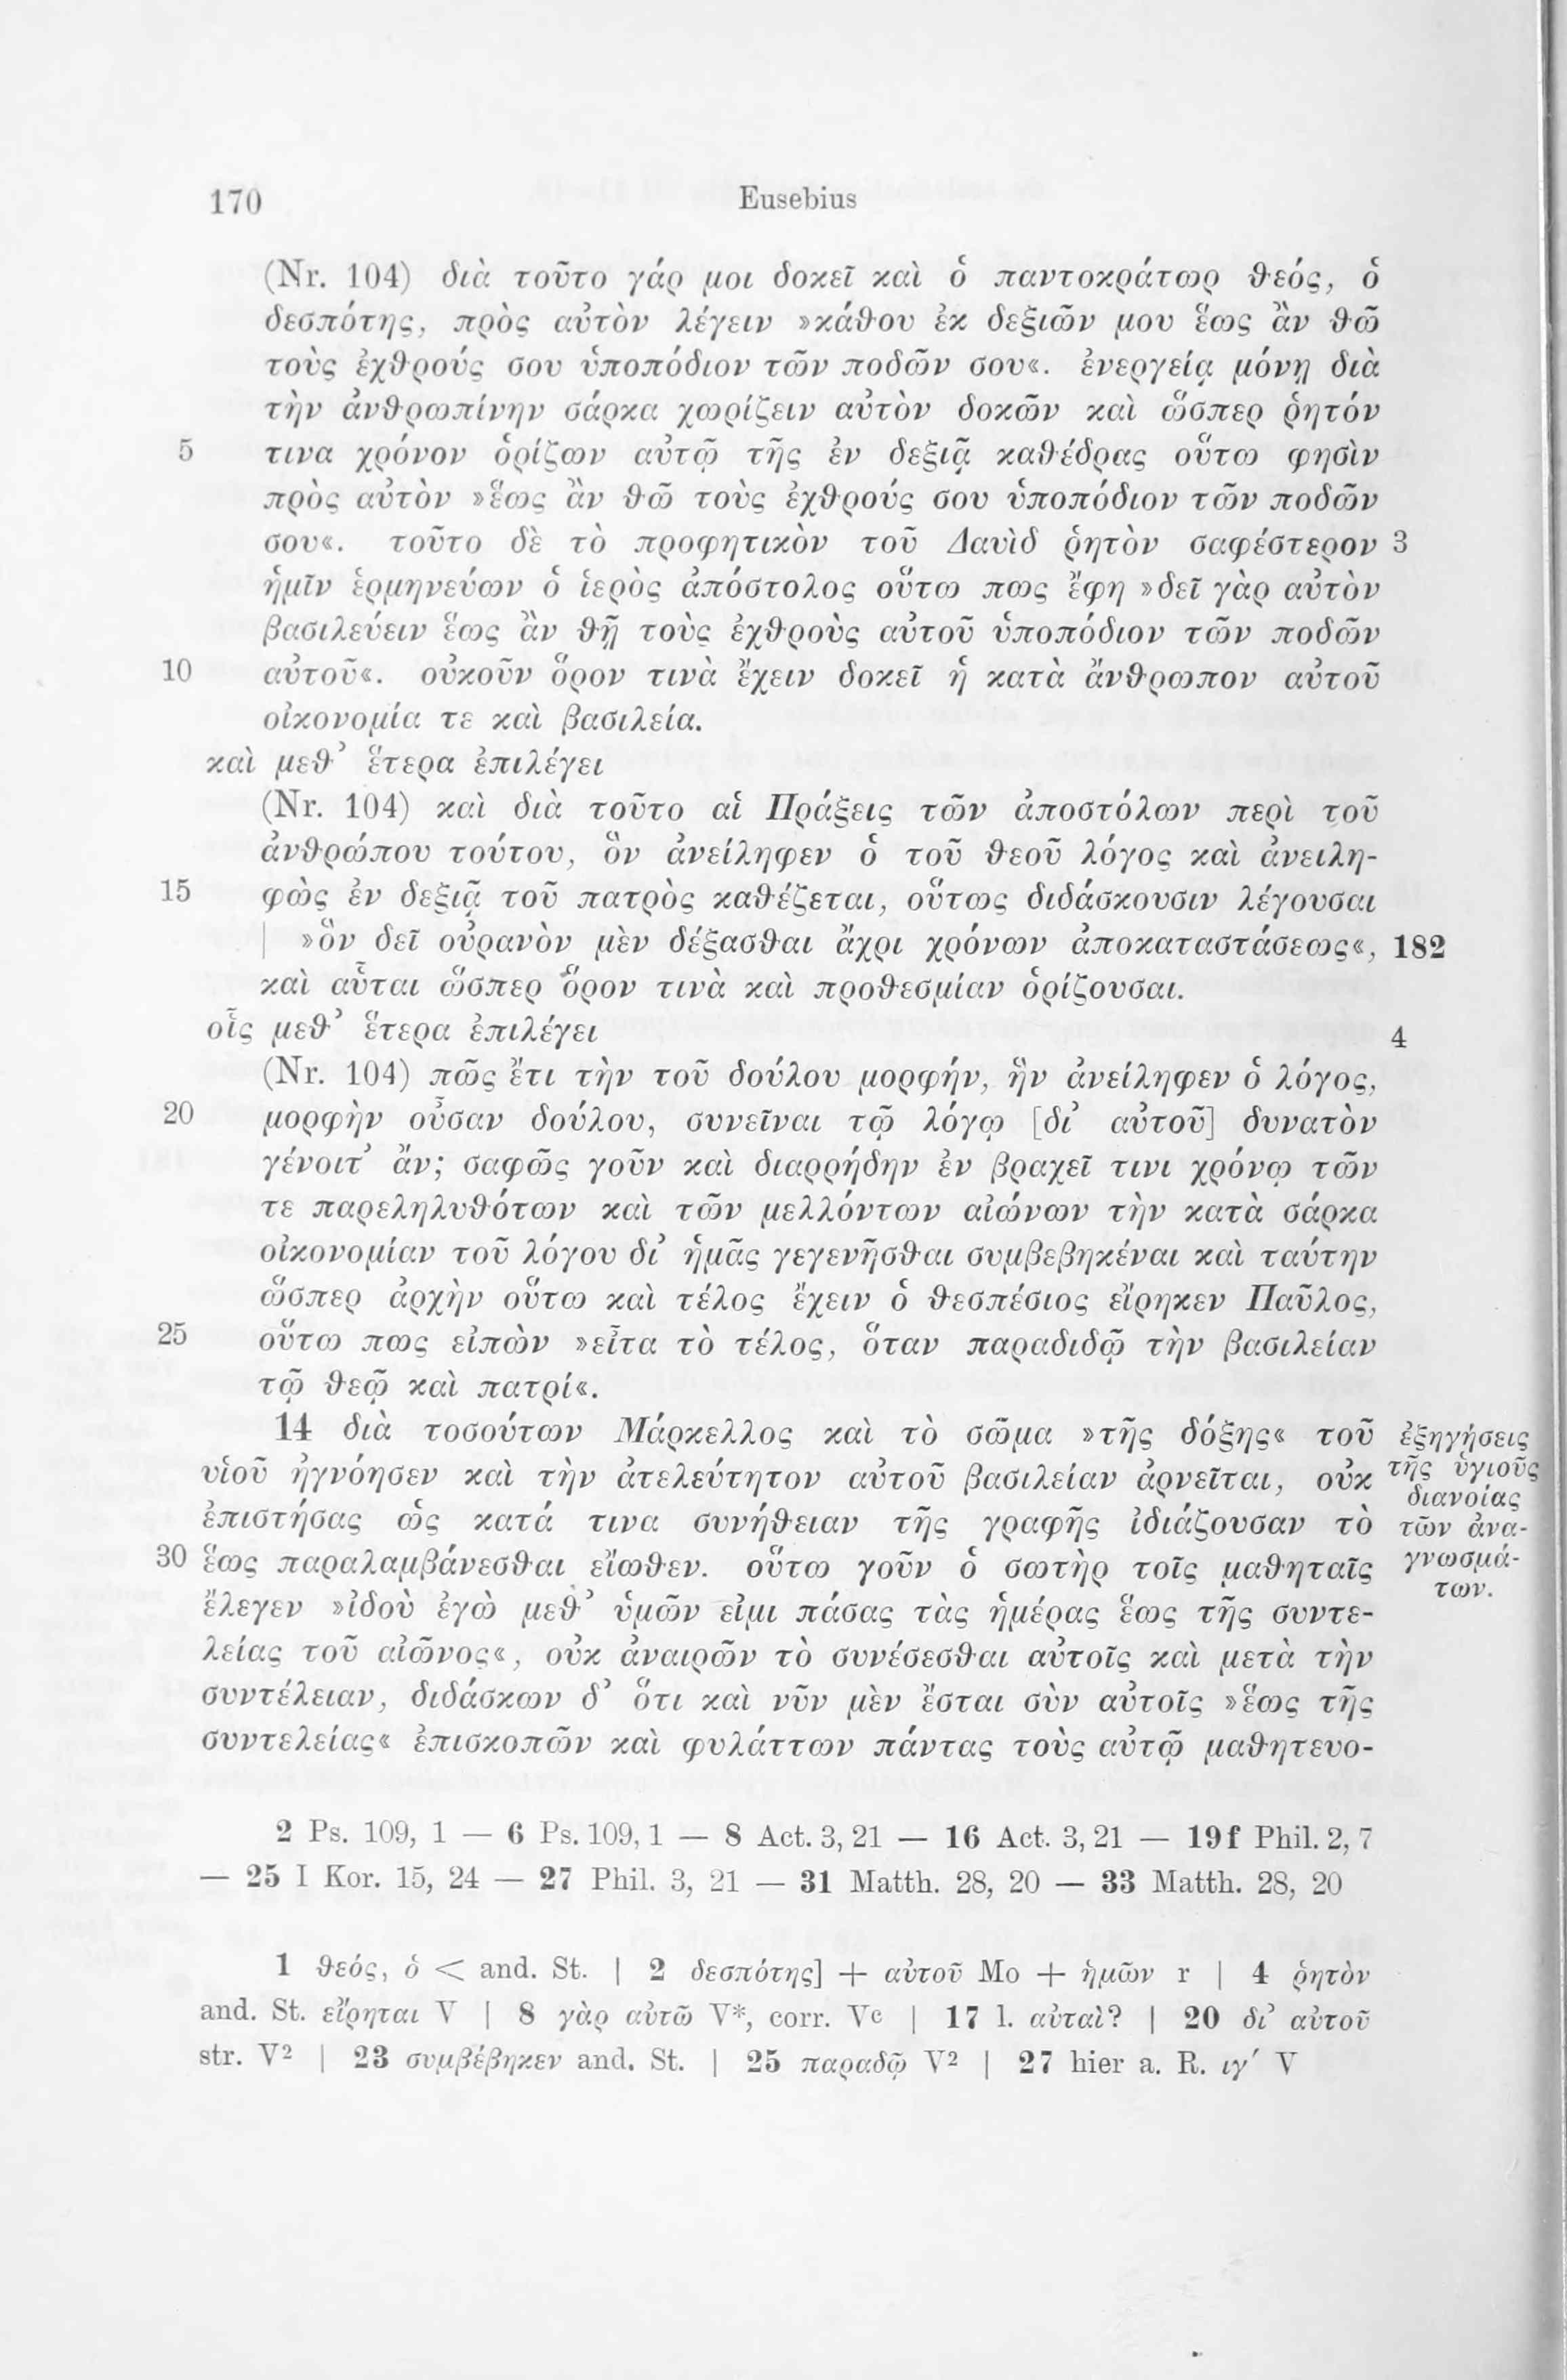 170 Eusebius
(Nr. 104) διὰ τοῦτο γάρ μοι δοκεῖ καὶ ὁ παντοκράτωρ θεός, ὁ
δεσπότης, πρὸς αὐτὸν λέγειν »κάθου ἐκ δεξιῶν μου ἕως ἂν θῶ
τοὺς ἐχθρούς σου ὑποπόδιον τῶν ποδῶν σου«. ἐνεργείᾳ μόνῃ διὰ
τὴν ἀνθρωπίνην σάρκα χωρίζειν αὐτὸν δοκῶν καὶ ὥσπερ ῥητόν
5 τινα χρόνον ὁρίζων αὐτῷ τῆς ἐν δεξιᾷ καθέδρας οὕτω φησὶν
πρὸς αὐτὸν »ἕως ἂν θῶ τοὺς ἐχθρούς σου ὑποπόδιον τῶν ποδῶν
σου«. τοῦτο δὲ τὸ προφητικὸν τοῦ Δαυὶδ ῥητὸν σαφέστερον 3
ἡμῖν ἑρμηνεύων ὁ ἱερὸς ἀπόστολος οὕτω πως ἔφη »δεῖ γὰρ αὐτὸν
βασιλεύειν ἕως ἂν θῇ τοὺς ἐχθροὺς αὐτοῦ ὑποπόδιον τῶν ποδῶν
10 αὐτοῦ«. οὐκοῦν ὅρον τινὰ ἔχειν δοκεῖ ἡ κατὰ ἄνθρωπον αὐτοῦ
οἰκονομία τε καὶ βασιλεία.
καὶ μεθ’ ἕτερα ἐπιλέγει
(Nr. 104) καὶ διὰ τοῦτο αἱ Πράξεις τῶν ἀποστόλων περὶ τοῦ
ἀνθρώπου τούτου, ὃν ἀνείληφεν ὁ τοῦ θεοῦ λόγος καὶ ἀνειλη-
15 φὼς ἐν δεξιᾷ τοῦ πατρὸς καθέζεται, οὕτως διδάσκουσιν λέγουσαι
| »ὃν δεῖ οὐρανὸν μὲν δέξασθαι ἄχρι χρόνων ἀποκαταστάσεως«, 182
καὶ αὗται ὥσπερ ὅρον τινὰ καὶ προθεσμίαν ὁρίζουσαι.
οἷς μεθ’ ἕτερα ἐπιλέγει 4
(Nr. 104) πῶς ἔτι τὴν τοῦ δούλου μορφήν, ἣν ἀνείληφεν ὁ λόγος,
20 μορφὴν οὖσαν δούλου, συνεῖναι τῷ λόγῳ [δι’ αὐτοῦ] δυνατὸν
γένοιτ’ ἄν; σαφῶς γοῦν καὶ διαρρήδην ἐν βραχεῖ τινι χρόνῳ τῶν
τε παρεληλυθότων καὶ τῶν μελλόντων αἰώνων τὴν κατὰ σάρκα
οἰκονομίαν τοῦ λόγου δι’ ἡμᾶς γεγενῆσθαι συμβεβηκέναι καὶ ταύτην
ὥσπερ ἀρχὴν οὕτω καὶ τέλος ἔχειν ὁ θεσπέσιος εἴρηκεν Παῦλος,
25 οὕτω πως εἰπὼν »εἶτα τὸ τέλος, ὅταν παραδιδῷ τὴν βασιλείαν
τῷ θεῷ καὶ πατρί«.
14 διὰ τοσούτων Μάρκελλος καὶ τὸ σῶμα »τῆς δόξης« τοῦ
υἱοῦ ἠγνόησεν καὶ τὴν ἀτελεύτητον αὐτοῦ βασιλείαν ἀρνεῖται, οὐκ
ἐπιστήσας ὡς κατά τινα συνήθειαν τῆς γραφῆς ἰδιάζουσαν τὸ
30 ἕως παραλαμβάνεσθαι εἴωθεν. οὕτω γοῦν ὁ σωτὴρ τοῖς μαθηταῖς
ἔλεγεν »ἰδοὺ ἐγὼ μεθ’ ὑμῶν εἰμι πάσας τὰς ἡμέρας ἕως τῆς συντε-
λείας τοῦ αἰῶνος«, οὐκ ἀναιρῶν τὸ συνέσεσθαι αὐτοῖς καὶ μετὰ τὴν
συντέλειαν, διδάσκων δ’ ὅτι καὶ νῦν μὲν ἔσται σὺν αὐτοῖς »ἕως τῆς
συντελείας« ἐπισκοπῶν καὶ φυλάττων πάντας τοὺς αὐτῷ μαθητευο-
ἐξηγήσεις
τῆς ὑγιοῦς
διανοίας
τῶν ἀνα-
γνωσμά-
των.
2 Ps. 109, 1 — 6 Ps. 109, 1 — 8 Act. 3, 21 — 16 Act. 3, 21 — 19f Phil. 2, 7
— 25 I Kor. 15, 24 — 27 Phil. 3, 21 — 31 Matth. 28, 20 — 33 Matth. 28, 20
1 θεός, ὁ < and. St. | 2 δεσπότης] + αὐτοῦ Mo + ἡμῶν r | 4 ῥητὸν
and. St. εἴρηται V | 8 γὰρ αὐτῶ V*, corr. Vc | 17 l. αὐταὶ? | 20 δι’ αὐτοῦ
str. V2 | 23 συμβέβηκεν and. St. | 25 παραδῷ V2 | 27 hier a. R. ιγ′ V